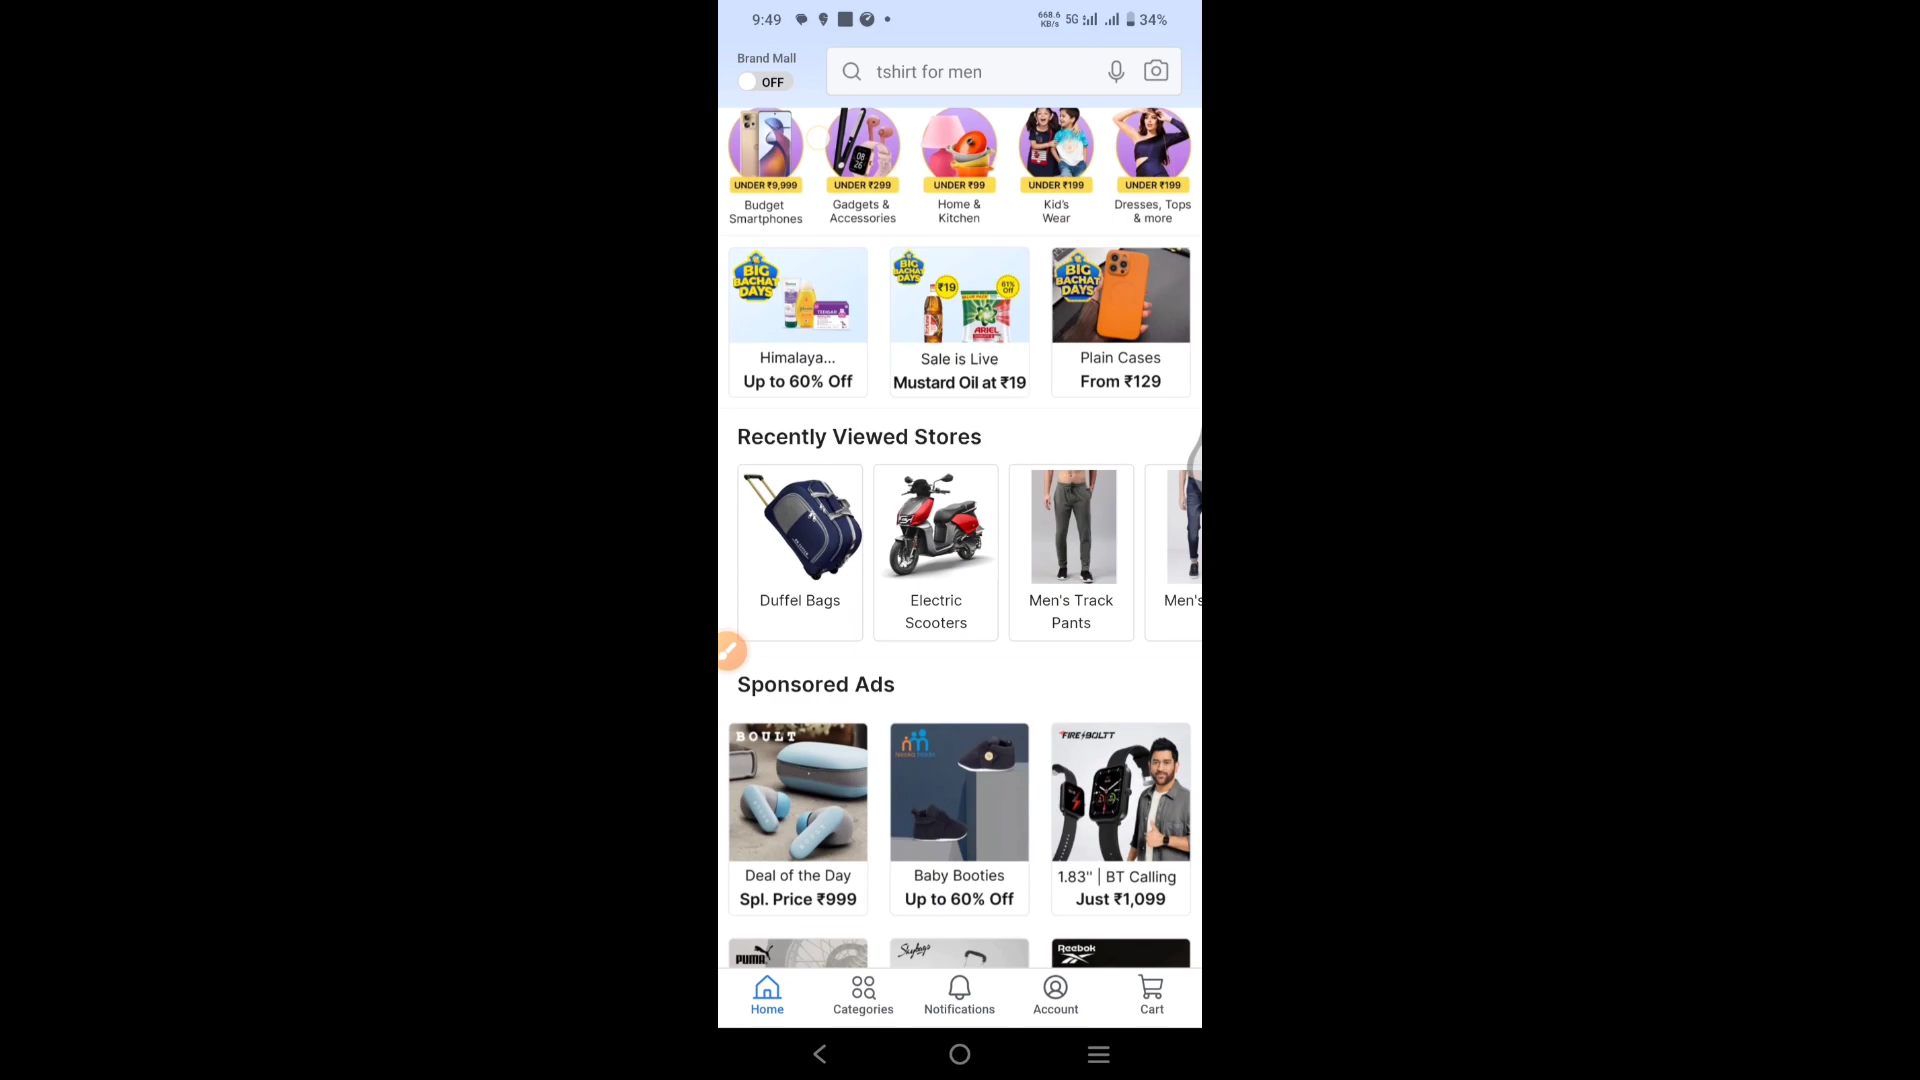 9:49
668.6
KB/s
5G
34%
Brand Mall
OFF
tshirt for men
UNDER ₹9,999
UNDER ₹299
UNDER ₹99
UNDER ₹199
UNDER ₹199
Budget
Smartphones
Gadgets &
Accessories
Home &
Kitchen
Kid's
Wear
Dresses, Tops
& more
BIG
BACHAT
DAYS
BIG
BACHAT
DAYS
₹19
61%
Off
ARIEL
BIG
BACHAT
DAYS
Himalaya...
Up to 60% Off
Sale is Live
Mustard Oil at ₹19
Plain Cases
From ₹129
Recently Viewed Stores
Duffel Bags
Electric
Scooters
Men's Track
Pants
Men's
Sponsored Ads
BOULT
FIRE BOLTT
Deal of the Day
Spl. Price ₹999
Baby Booties
Up to 60% Off
1.83'' | BT Calling
Just ₹1,099
PUMA
Skybags
Reebok
Home
Categories
Notifications
Account
Cart